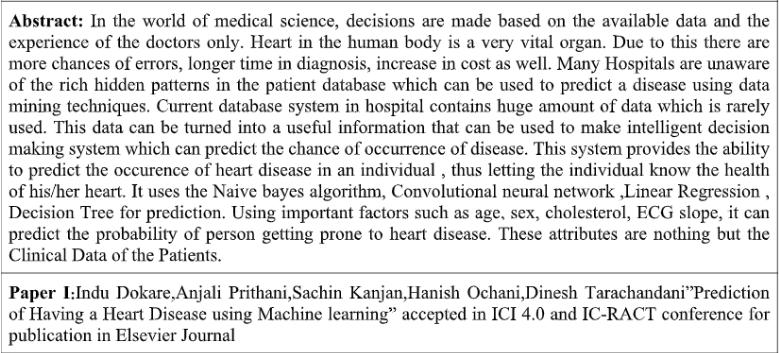 Abstract: In the world of medical science, decisions are made based on the available data and the
experience of the doctors only. Heart in the human body is a very vital organ. Due to this there are
more chances of errors, longer time in diagnosis, increase in cost as well. Many Hospitals are unaware
of the rich hidden patterns in the patient database which can be used to predict a disease using data
mining techniques. Current database system in hospital contains huge amount of data which is rarely
used. This data can be turned into a useful information that can be used to make intelligent decision
making system which can predict the chance of occurrence of disease. This system provides the ability
to predict the occurence of heart disease in an individual , thus letting the individual know the health
of his/her heart. It uses the Naive bayes algorithm, Convolutional neural network ,Linear Regression ,
Decision Tree for prediction. Using important factors such as age, sex, cholesterol, ECG slope, it can
predict the probability of person getting prone to heart disease. These attributes are nothing but the
Clinical Data of the Patients.
Paper I:Indu Dokare,Anjali Prithani,Sachin Kanjan,Hanish Ochani,Dinesh Tarachandani”Prediction
of Having a Heart Disease using Machine learning” accepted in ICI 4.0 and IC-RACT conference for
publication in Elsevier Journal